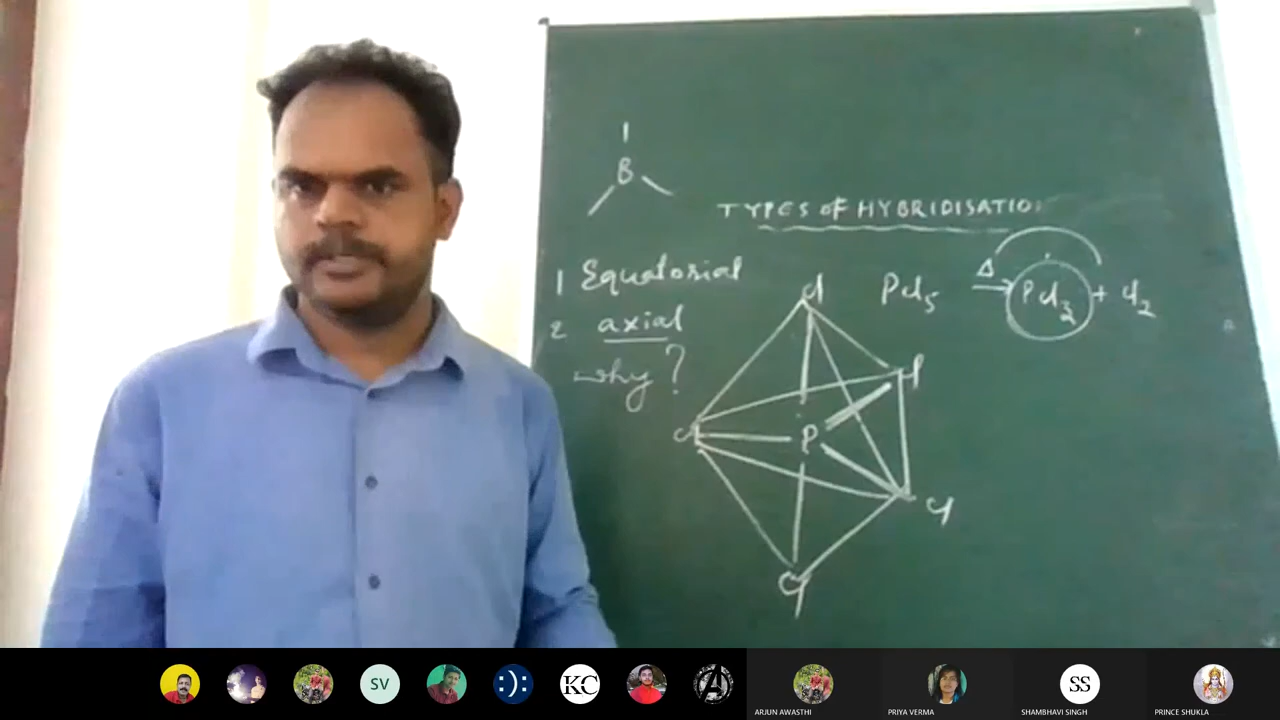 B
TYPES OF HYBRIDISATION
1 Equatorial
2 axial
why?
PCl₅ Δ → PCl₃ + Cl₂
Cl
Cl
Cl P
Cl
Cl
SV
:):
KC
A
SS
ARJUN AWASTHI
PRIYA VERMA
SHAMBHAVI SINGH
PRINCE SHUKLA